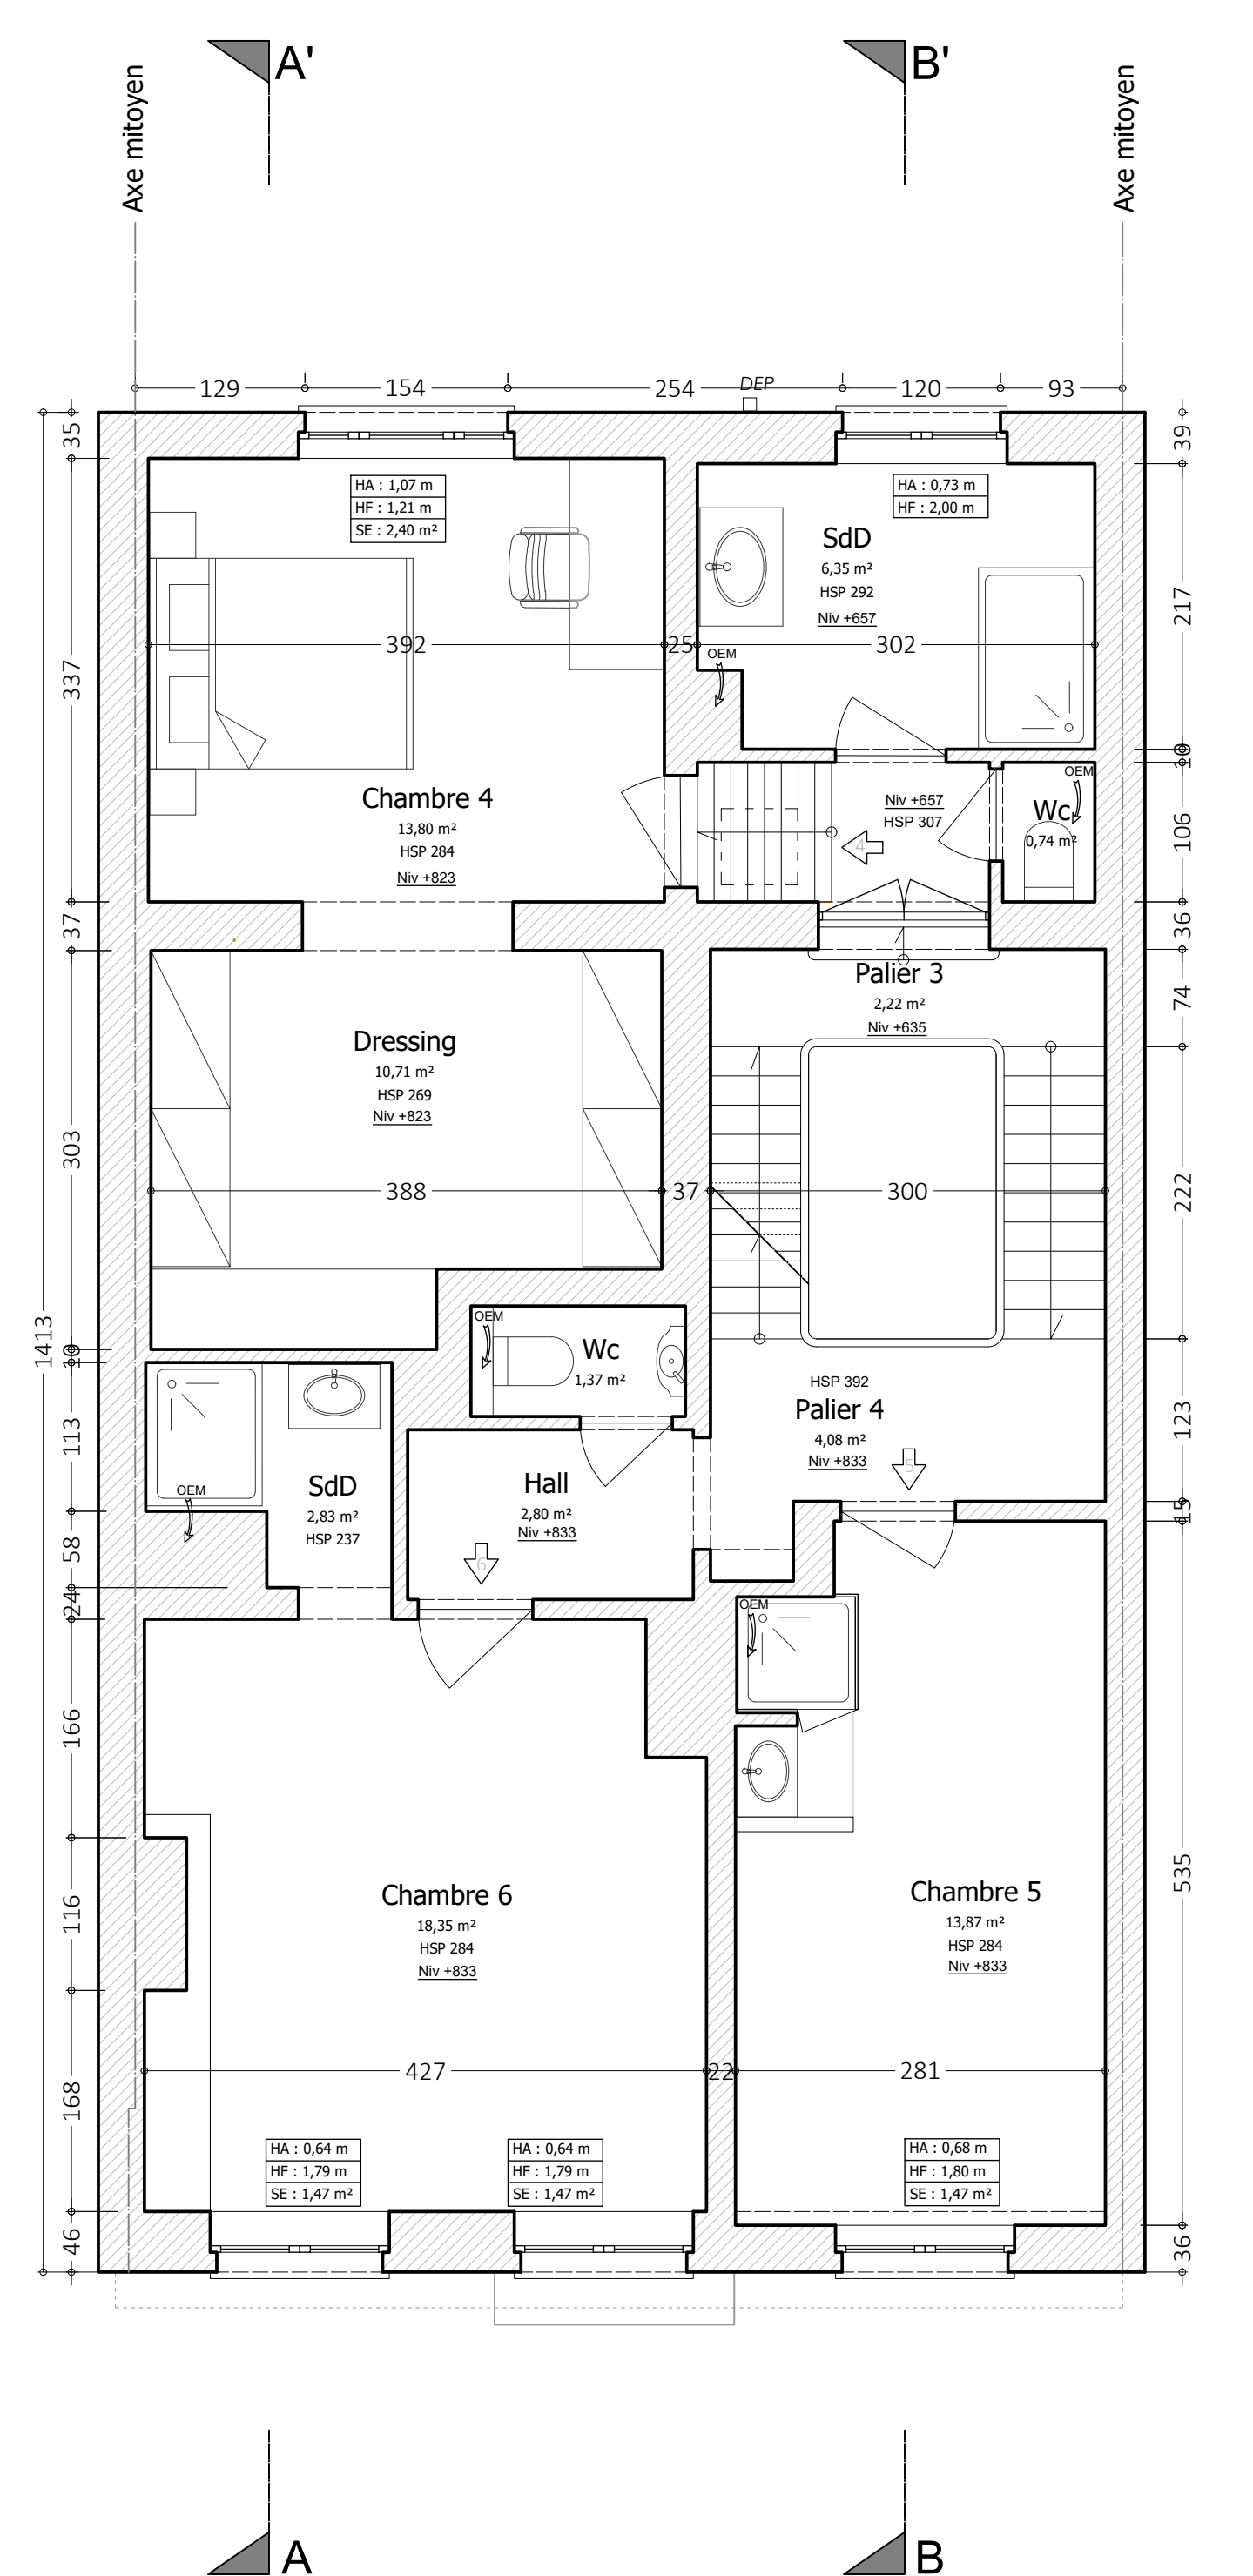 A'
B'
Axe mitoyen
Axe mitoyen
129
154
254
DEP
120
93
35
39
HA : 1,07 m
HF : 1,21 m
SE : 2,40 m²
HA : 0,73 m
HF : 2,00 m
SdD
6,35 m²
HSP 292
Niv +657
217
337
392
25
302
OEM
10
OEM
Chambre 4
13,80 m²
HSP 284
Niv +823
Niv +657
HSP 307
Wc
0,74 m²
106
4
37
36
Palier 3
2,22 m²
Niv +635
74
Dressing
10,71 m²
HSP 269
Niv +823
303
388
37
300
222
1413
10
OEM
Wc
1,37 m²
HSP 392
Palier 4
4,08 m²
Niv +833
123
113
5
OEM
SdD
2,83 m²
HSP 237
Hall
2,80 m²
Niv +833
15
58
6
24
OEM
166
116
Chambre 6
18,35 m²
HSP 284
Niv +833
Chambre 5
13,87 m²
HSP 284
Niv +833
535
427
22
281
168
HA : 0,64 m
HF : 1,79 m
SE : 1,47 m²
HA : 0,64 m
HF : 1,79 m
SE : 1,47 m²
HA : 0,68 m
HF : 1,80 m
SE : 1,47 m²
46
36
A
B